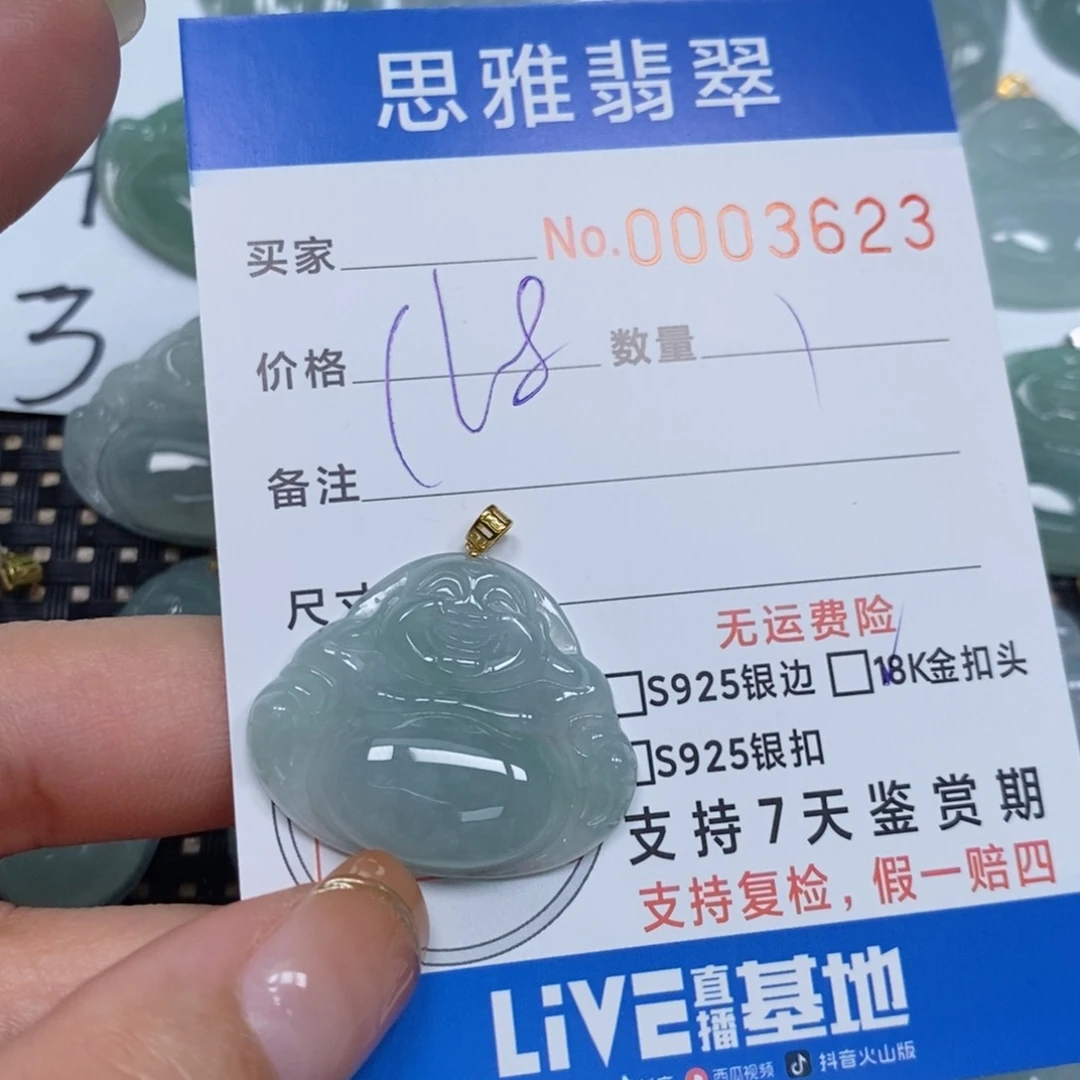 思雅翡翠
买家 No.0003623
价格 数量
备注
尺寸
无运费险
S925银边 18K金扣头
S925银扣
支持7天鉴赏期
支持复检,假一赔四
LiVE直播基地
西瓜视频 抖音火山版
3